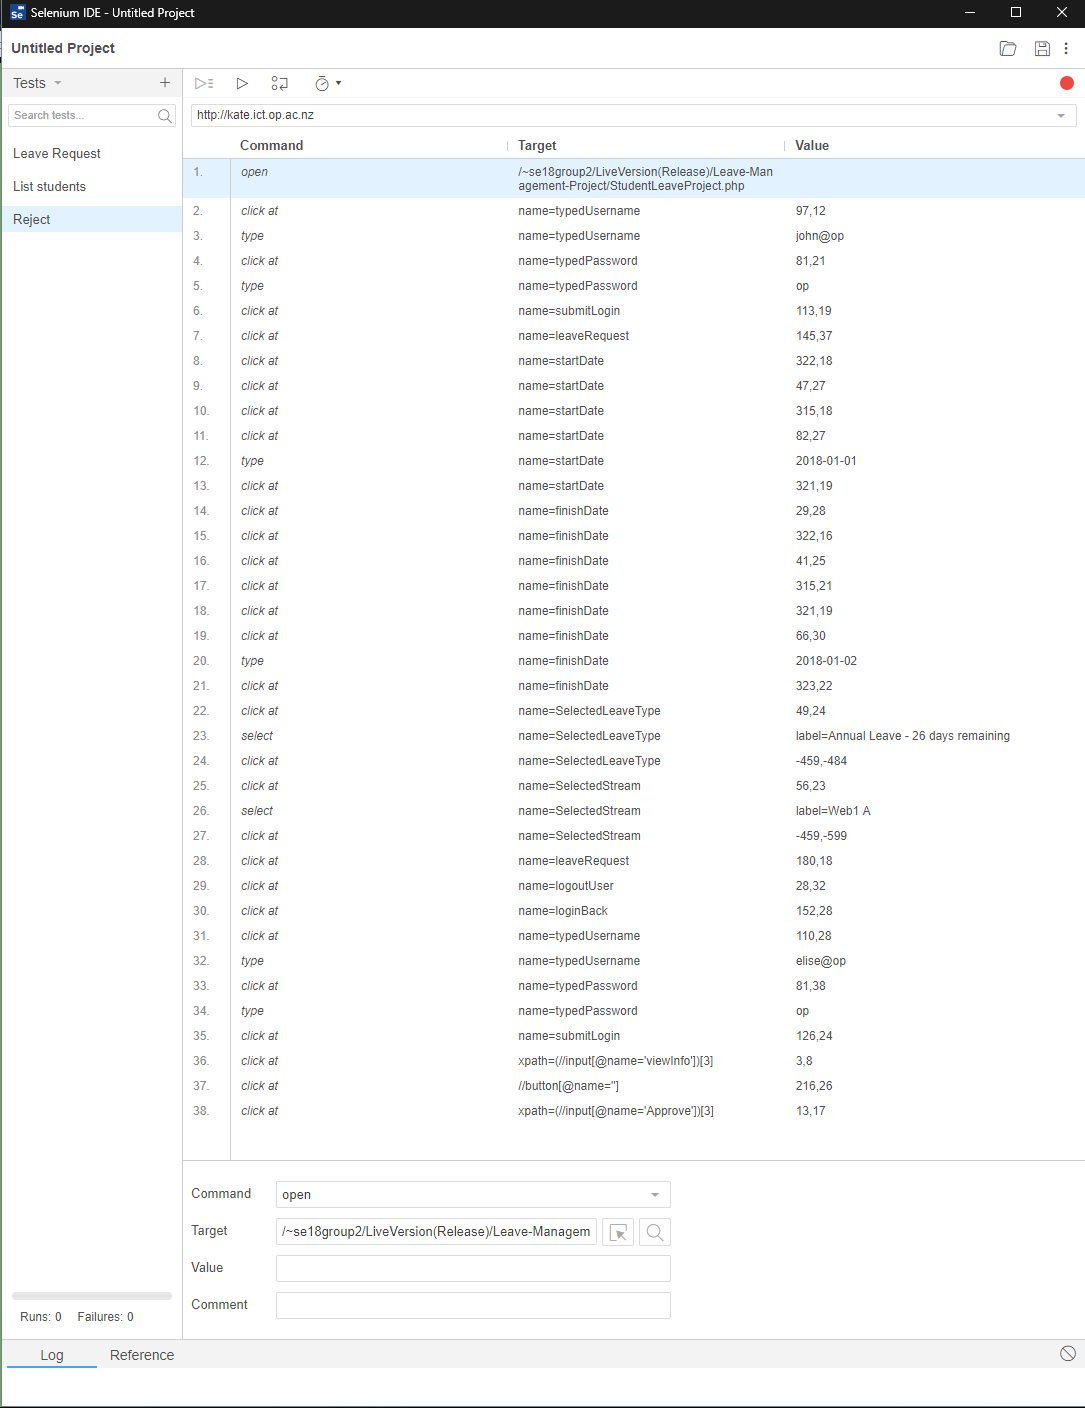 Selenium IDE - Untitled Project
Untitled Project
Tests
Search tests...
Leave Request
List students
Reject
http://kate.ict.op.ac.nz
Command Target Value
1. open /~se18group2/LiveVersion(Release)/Leave-Ma
nagement-Project/StudentLeaveProject.php
2. click at name=typedUsername 97,12
3. type name=typedUsername john@op
4. click at name=typedPassword 81,21
5. type name=typedPassword op
6. click at name=submitLogin 113,19
7. click at name=leaveRequest 145,37
8. click at name=startDate 322,18
9. click at name=startDate 47,27
10. click at name=startDate 315,18
11. click at name=startDate 82,27
12. type name=startDate 2018-01-01
13. click at name=startDate 321,19
14. click at name=finishDate 29,28
15. click at name=finishDate 322,16
16. click at name=finishDate 41,25
17. click at name=finishDate 315,21
18. click at name=finishDate 321,19
19. click at name=finishDate 66,30
20. type name=finishDate 2018-01-02
21. click at name=finishDate 323,22
22. click at name=SelectedLeaveType 49,24
23. select name=SelectedLeaveType label=Annual Leave - 26 days remaining
24. click at name=SelectedLeaveType -459,-484
25. click at name=SelectedStream 56,23
26. select name=SelectedStream label=Web1 A
27. click at name=SelectedStream -459,-599
28. click at name=leaveRequest 180,18
29. click at name=logoutUser 28,32
30. click at name=loginBack 152,28
31. click at name=typedUsername 110,28
32. type name=typedUsername elise@op
33. click at name=typedPassword 81,38
34. type name=typedPassword op
35. click at name=submitLogin 126,24
36. click at xpath=(//input[@name='viewInfo'])[3] 3,8
37. click at //button[@name=''] 216,26
38. click at xpath=(//input[@name='Approve'])[3] 13,17
Command open
Target /~se18group2/LiveVersion(Release)/Leave-Managem
Value
Comment
Runs: 0 Failures: 0
Log Reference